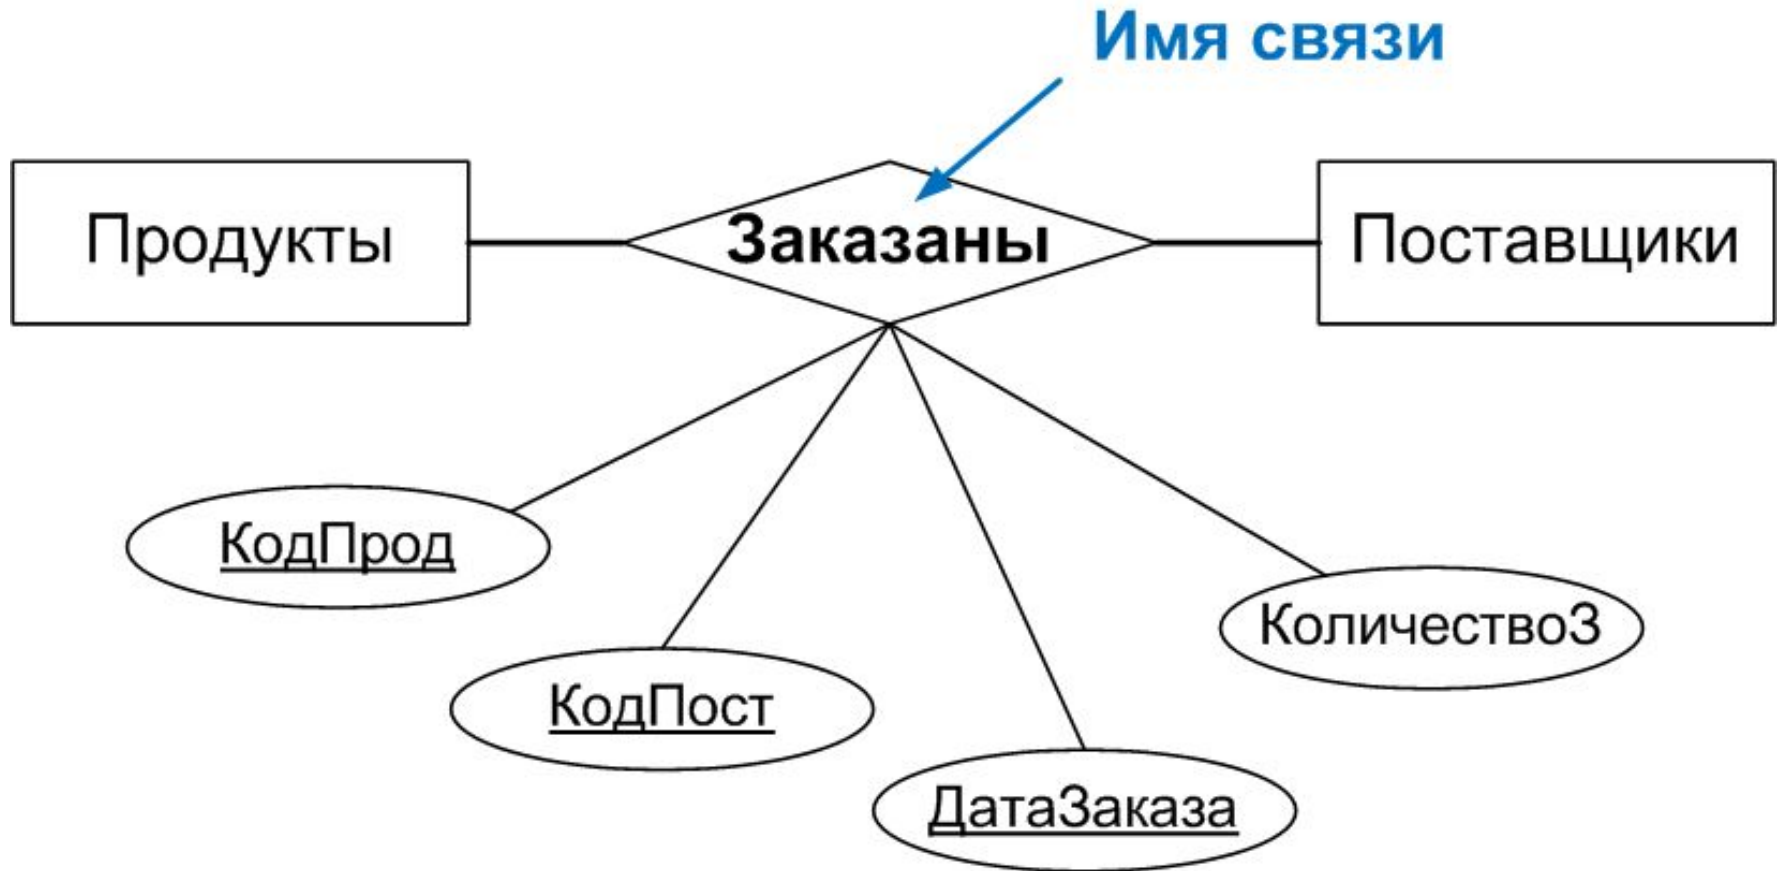 Имя связи
Продукты
Заказаны
Поставщики
КодПрод
КодПост
ДатаЗаказа
КоличествоЗ